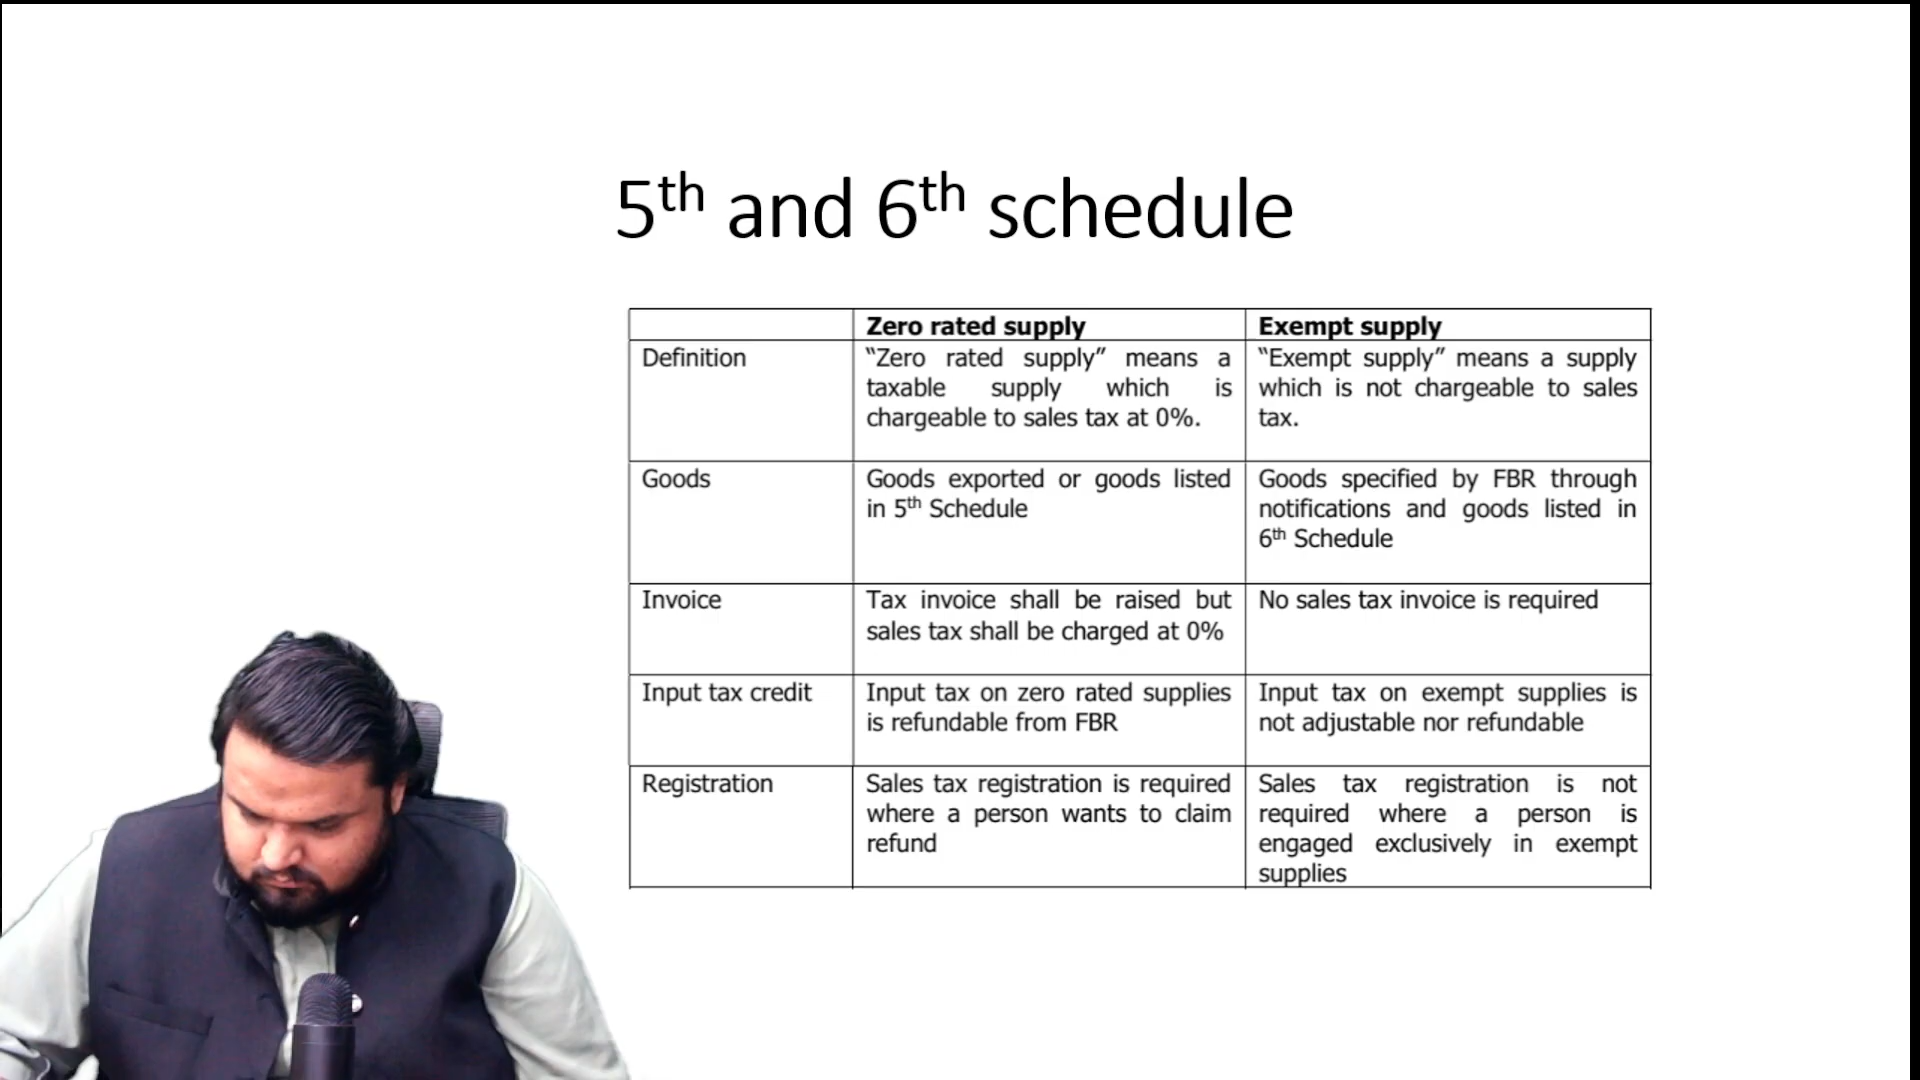 5th and 6th schedule
Zero rated supply
Exempt supply
Definition
“Zero rated supply” means a
taxable supply which is
chargeable to sales tax at 0%.
“Exempt supply” means a supply
which is not chargeable to sales
tax.
Goods
Goods exported or goods listed
in 5th Schedule
Goods specified by FBR through
notifications and goods listed in
6th Schedule
Invoice
Tax invoice shall be raised but
sales tax shall be charged at 0%
No sales tax invoice is required
Input tax credit
Input tax on zero rated supplies
is refundable from FBR
Input tax on exempt supplies is
not adjustable nor refundable
Registration
Sales tax registration is required
where a person wants to claim
refund
Sales tax registration is not
required where a person is
engaged exclusively in exempt
supplies